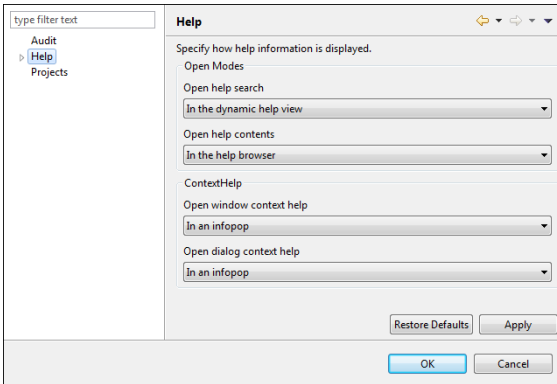 type filter text
Audit
Help
Projects
Help
Specify how help information is displayed.
Open Modes
Open help search
In the dynamic help view
Open help contents
In the help browser
ContextHelp
Open window context help
In an infopop
Open dialog context help
In an infopop
Restore Defaults
Apply
OK
Cancel